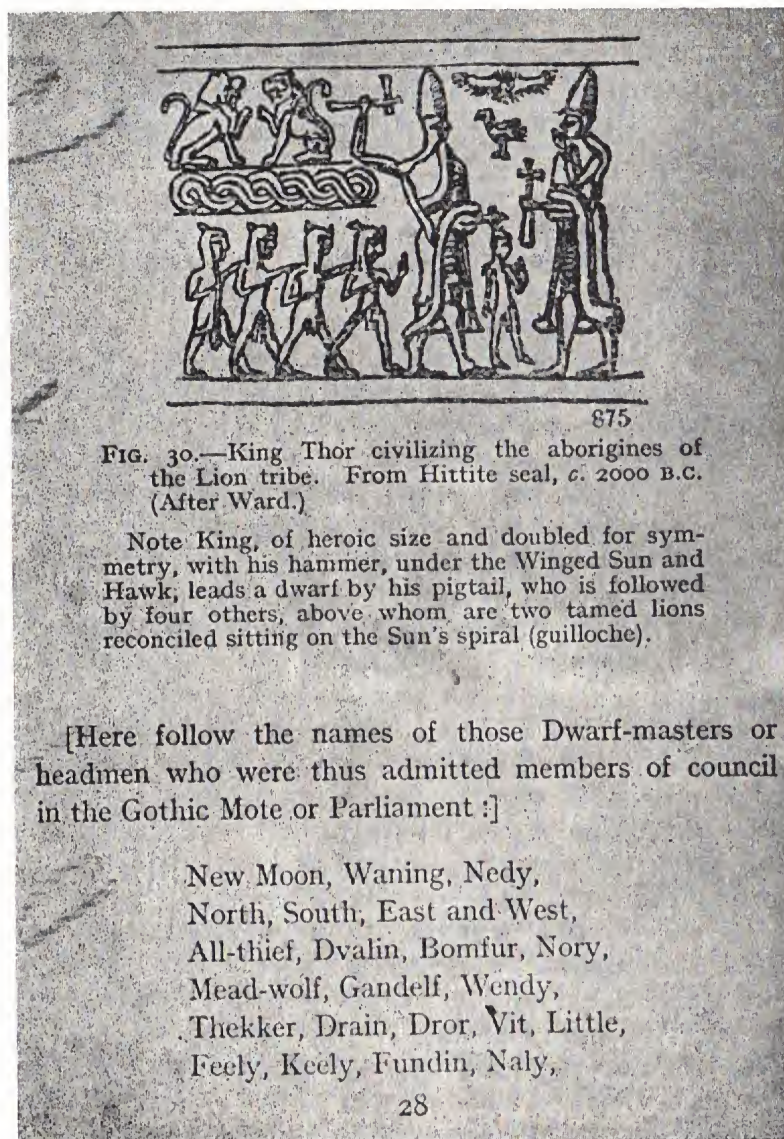 875
FIG. 30.—King Thor civilizing the aborigines of
the Lion tribe. From Hittite seal, c. 2000 B.C.
(After Ward.)
Note King, of heroic size and doubled for sym-
metry, with his hammer, under the Winged Sun and
Hawk, leads a dwarf by his pigtail, who is followed
by four others, above whom are two tamed lions
reconciled sitting on the Sun's spiral (guilloche).
[Here follow the names of those Dwarf-masters or
headmen who were thus admitted members of council
in the Gothic Mote or Parliament :]
New Moon, Waning, Nedy,
North, South, East and West,
All-thief, Dvalin, Bomfur, Nory,
Mead-wolf, Gandelf, Wendy,
Thekker, Drain, Dror, Vit, Little,
Feely, Keely, Fundin, Naly,
28